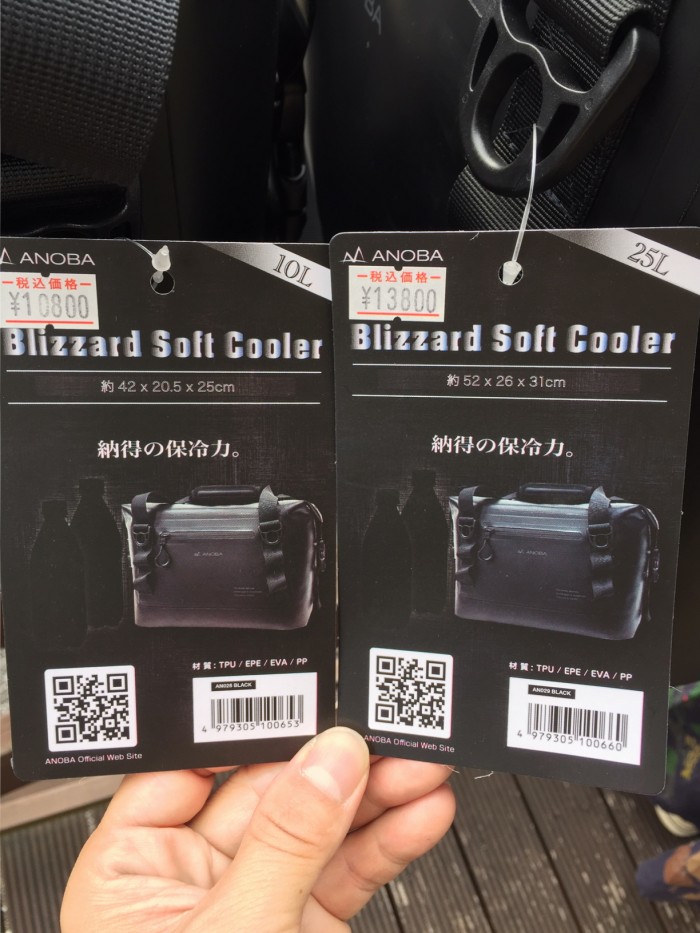 ANOBA
10L
税込価格
¥10800
Blizzard Soft Cooler
約 42 x 20.5 x 25cm
納得の保冷力。
ANOBA
材質 : TPU / EPE / EVA / PP
AN028 BLACK
4 979305 100653
ANOBA Official Web Site
ANOBA
25L
税込価格
¥13800
Blizzard Soft Cooler
約 52 x 26 x 31cm
納得の保冷力。
ANOBA
材質 : TPU / EPE / EVA / PP
AN029 BLACK
4 979305 100660
ANOBA Official Web Site